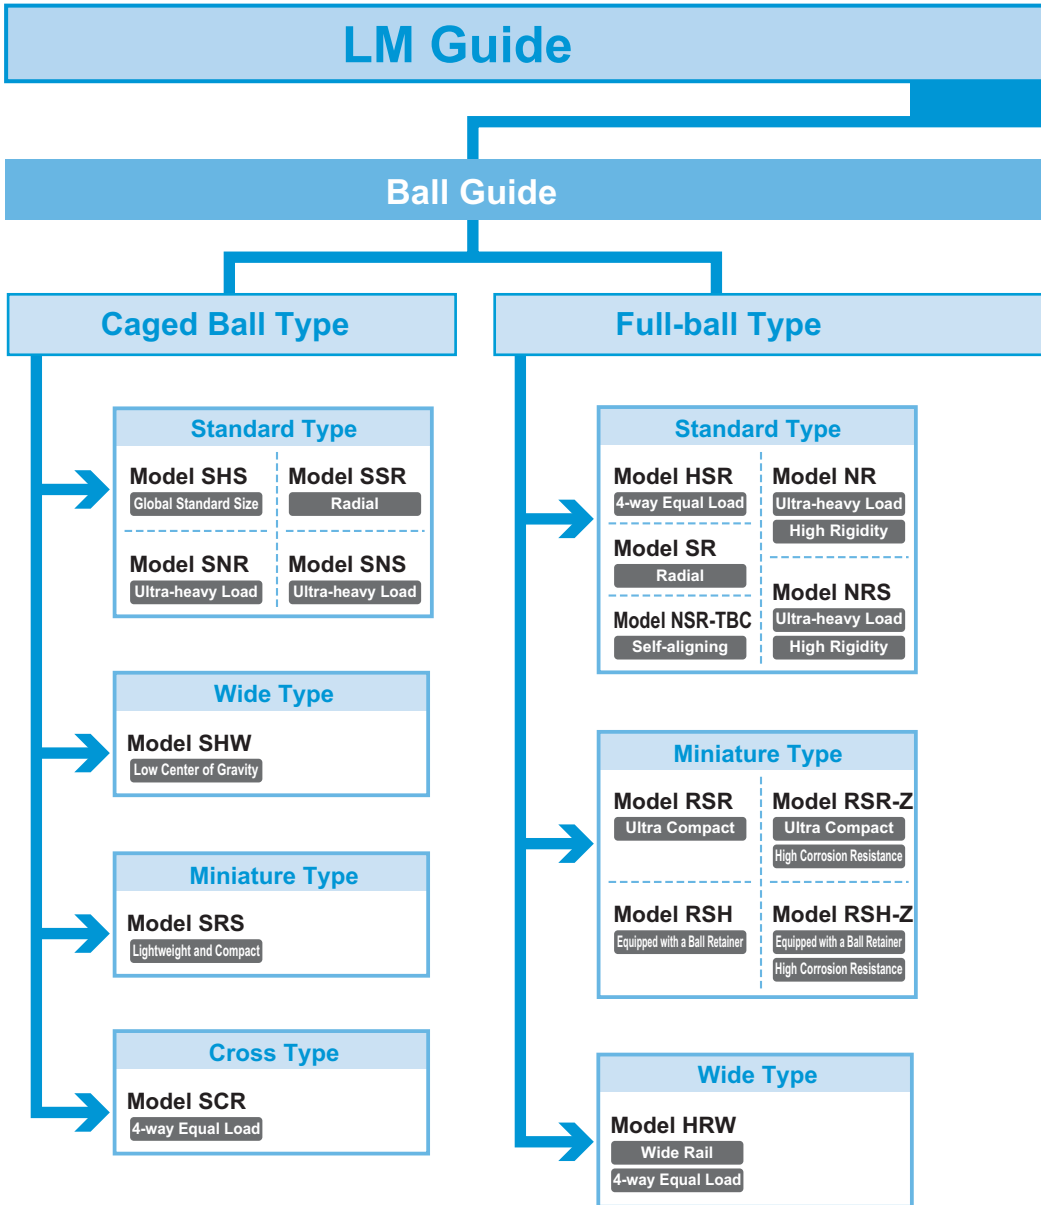 LM Guide
Ball Guide
Caged Ball Type
Standard Type
Model SHS
Global Standard Size
Model SSR
Radial
Model SNR
Ultra-heavy Load
Model SNS
Ultra-heavy Load
Wide Type
Model SHW
Low Center of Gravity
Miniature Type
Model SRS
Lightweight and Compact
Cross Type
Model SCR
4-way Equal Load
Full-ball Type
Standard Type
Model HSR
4-way Equal Load
Model SR
Radial
Model NSR-TBC
Self-aligning
Model NR
Ultra-heavy Load
High Rigidity
Model NRS
Ultra-heavy Load
High Rigidity
Miniature Type
Model RSR
Ultra Compact
Model RSR-Z
Ultra Compact
High Corrosion Resistance
Model RSH
Equipped with a Ball Retainer
Model RSH-Z
Equipped with a Ball Retainer
High Corrosion Resistance
Wide Type
Model HRW
Wide Rail
4-way Equal Load